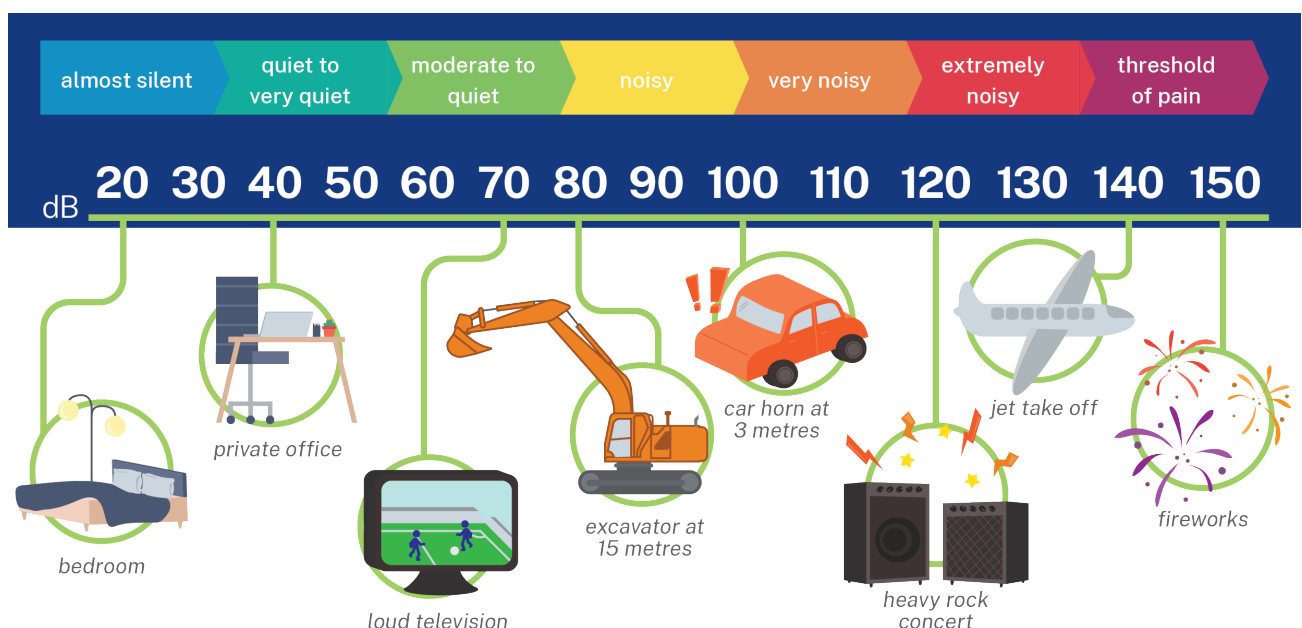 almost silent
quiet to
very quiet
moderate to
quiet
noisy
very noisy
extremely
noisy
threshold
of pain
dB 20 30 40 50 60 70 80 90 100 110 120 130 140 150
bedroom
private office
loud television
excavator at
15 metres
car horn at
3 metres
heavy rock
concert
jet take off
fireworks